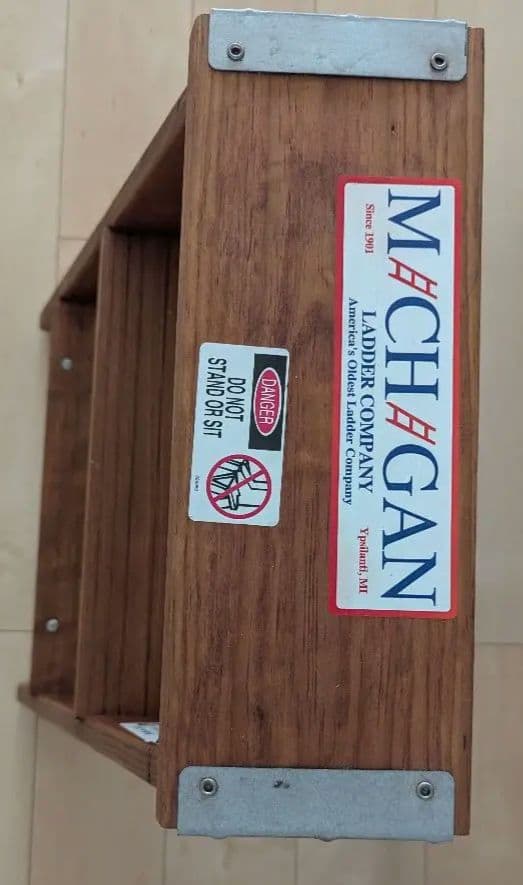 MICHIGAN
Since 1901
LADDER COMPANY
America's Oldest Ladder Company
Ypsilanti, MI
DANGER
DO NOT
STAND OR SIT